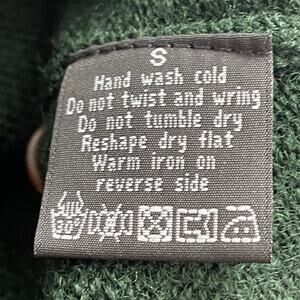 S
Hand wash cold
Do not twist and wring
Do not tumble dry
Reshape dry flat
Warm iron on
reverse side